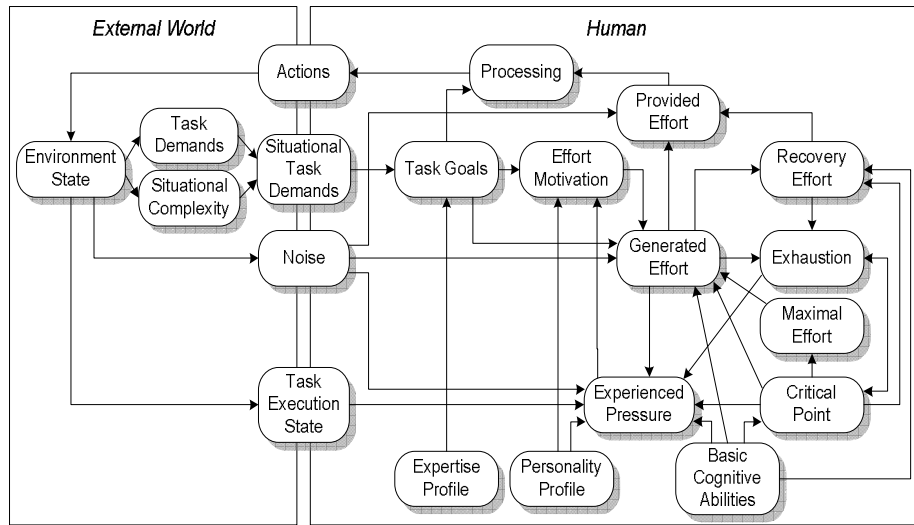 External World
Human
Actions
Processing
Provided
Effort
Task
Demands
Situational
Task
Demands
Environment
State
Situational
Complexity
Task Goals
Effort
Motivation
Recovery
Effort
Noise
Generated
Effort
Exhaustion
Maximal
Effort
Task
Execution
State
Experienced
Pressure
Critical
Point
Expertise
Profile
Personality
Profile
Basic
Cognitive
Abilities